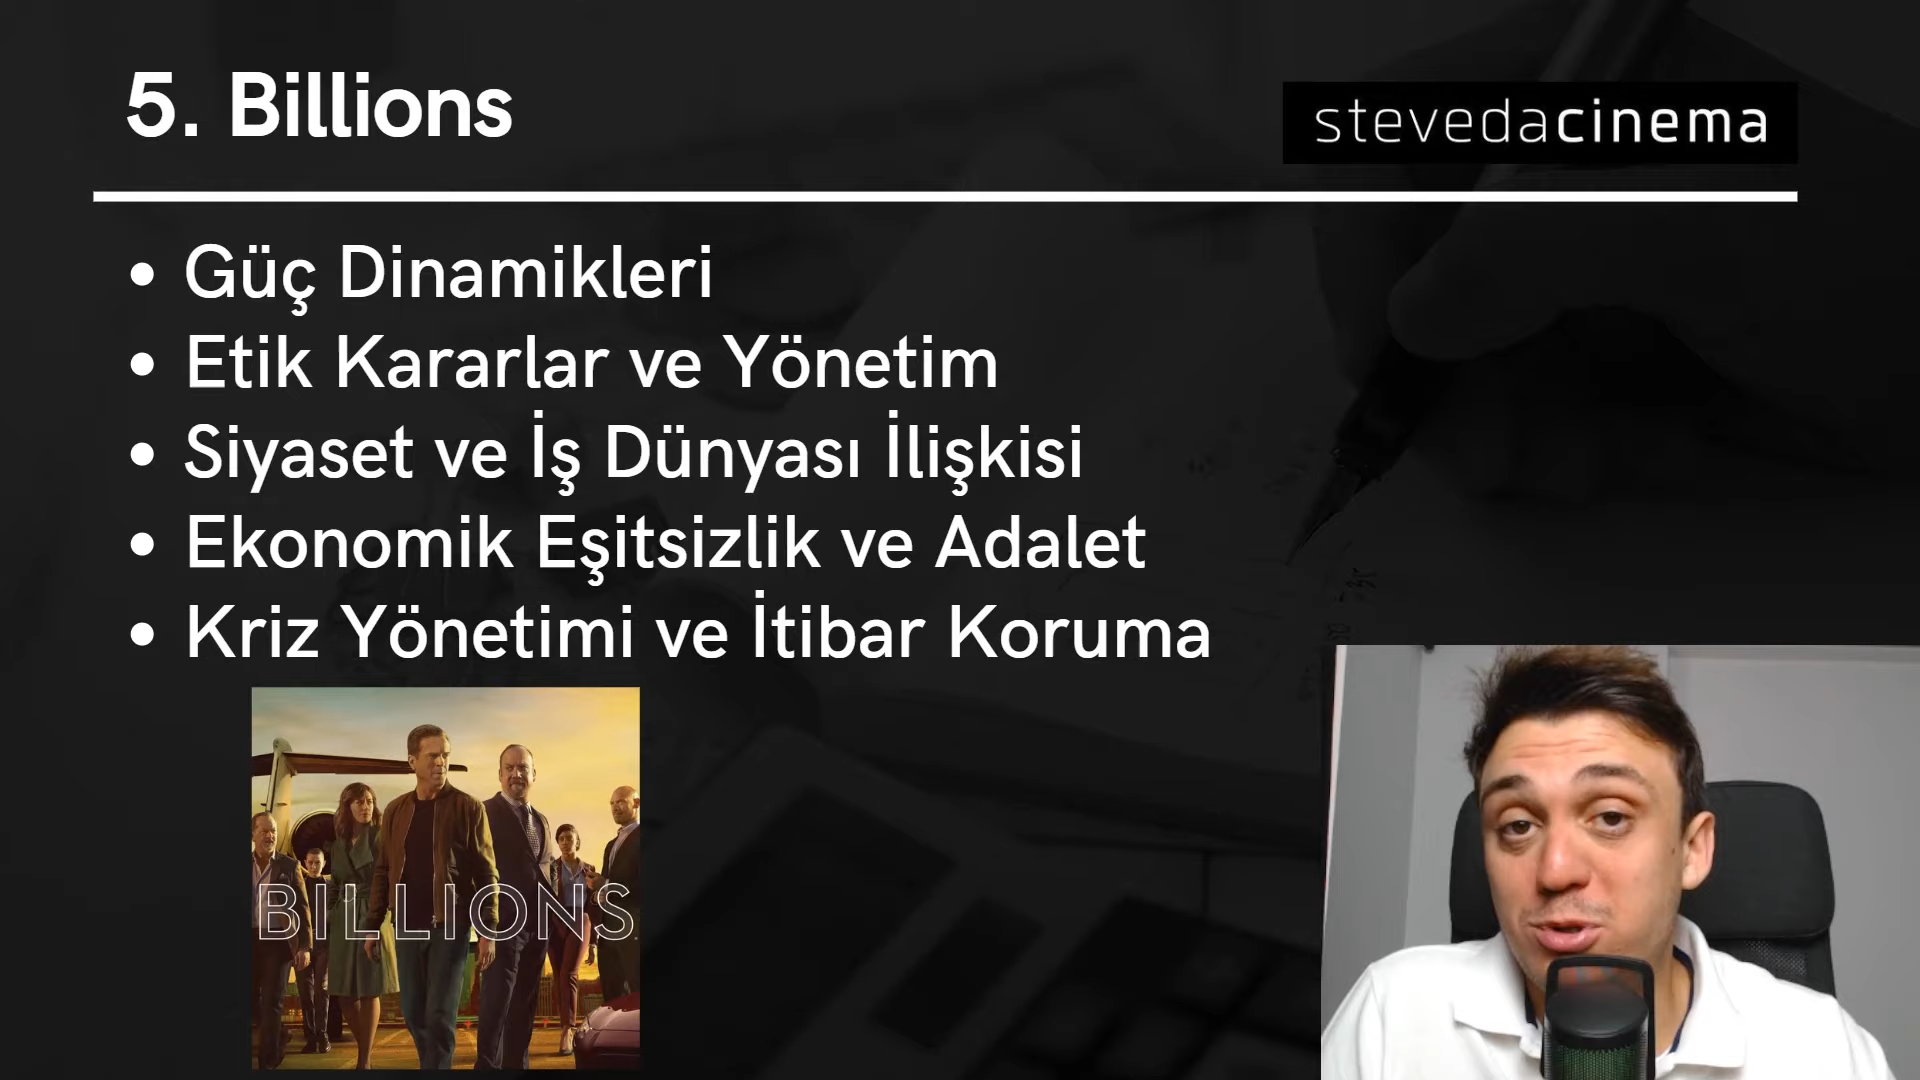 5. Billions
stevedacinema
• Güç Dinamikleri
• Etik Kararlar ve Yönetim
• Siyaset ve İş Dünyası İlişkisi
• Ekonomik Eşitsizlik ve Adalet
• Kriz Yönetimi ve İtibar Koruma
BILLIONS